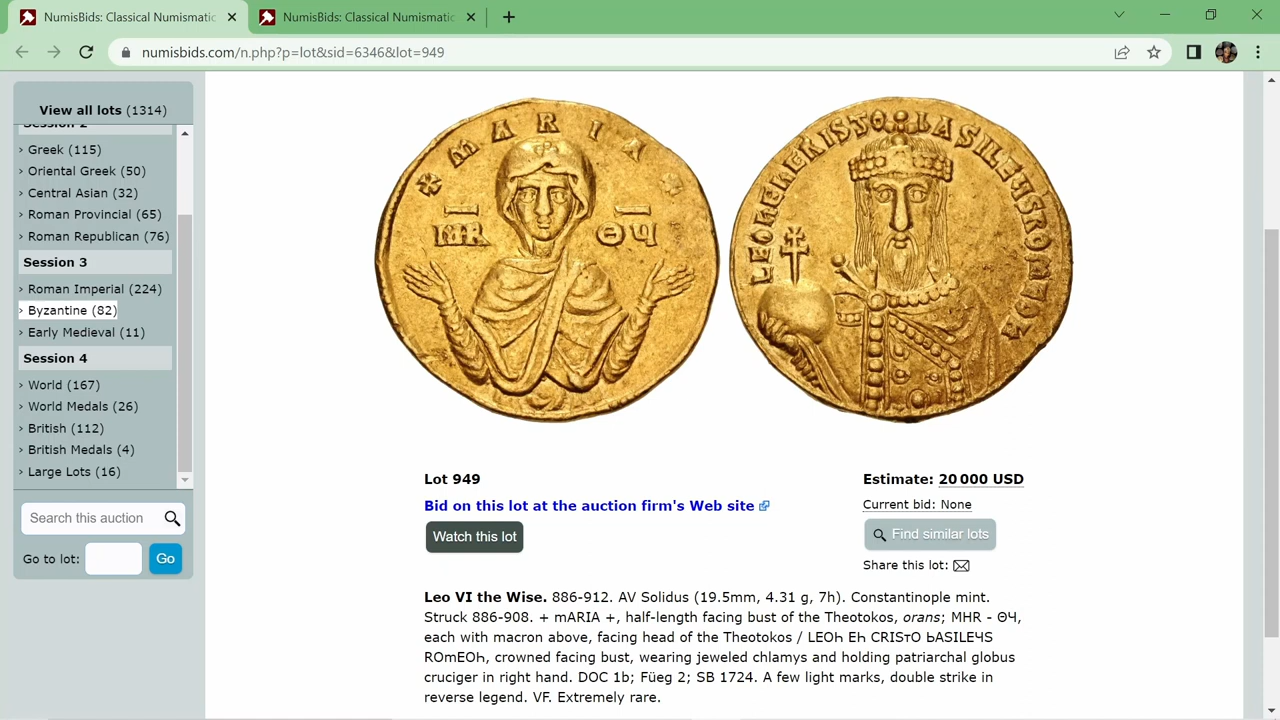 NumisBids: Classical Numismatic
NumisBids: Classical Numismatic
numisbids.com/n.php?p=lot&sid=6346&lot=949
View all lots (1314)
Session 2
› Greek (115)
› Oriental Greek (50)
› Central Asian (32)
› Roman Provincial (65)
› Roman Republican (76)
Session 3
› Roman Imperial (224)
› Byzantine (82)
› Early Medieval (11)
Session 4
› World (167)
› World Medals (26)
› British (112)
› British Medals (4)
› Large Lots (16)
Search this auction
Go to lot:
Go
MARIA
MR ΘЧ
Lot 949
Bid on this lot at the auction firm's Web site
Watch this lot
Estimate: 20 000 USD
Current bid: None
Find similar lots
Share this lot:
Leo VI the Wise. 886-912. AV Solidus (19.5mm, 4.31 g, 7h). Constantinople mint.
Struck 886-908. + mARIA +, half-length facing bust of the Theotokos, orans; MHR - ΘЧ,
each with macron above, facing head of the Theotokos / LEOҺ EҺ CRISтO ЬASILEЧS
ROmEOҺ, crowned facing bust, wearing jeweled chlamys and holding patriarchal globus
cruciger in right hand. DOC 1b; Füeg 2; SB 1724. A few light marks, double strike in
reverse legend. VF. Extremely rare.